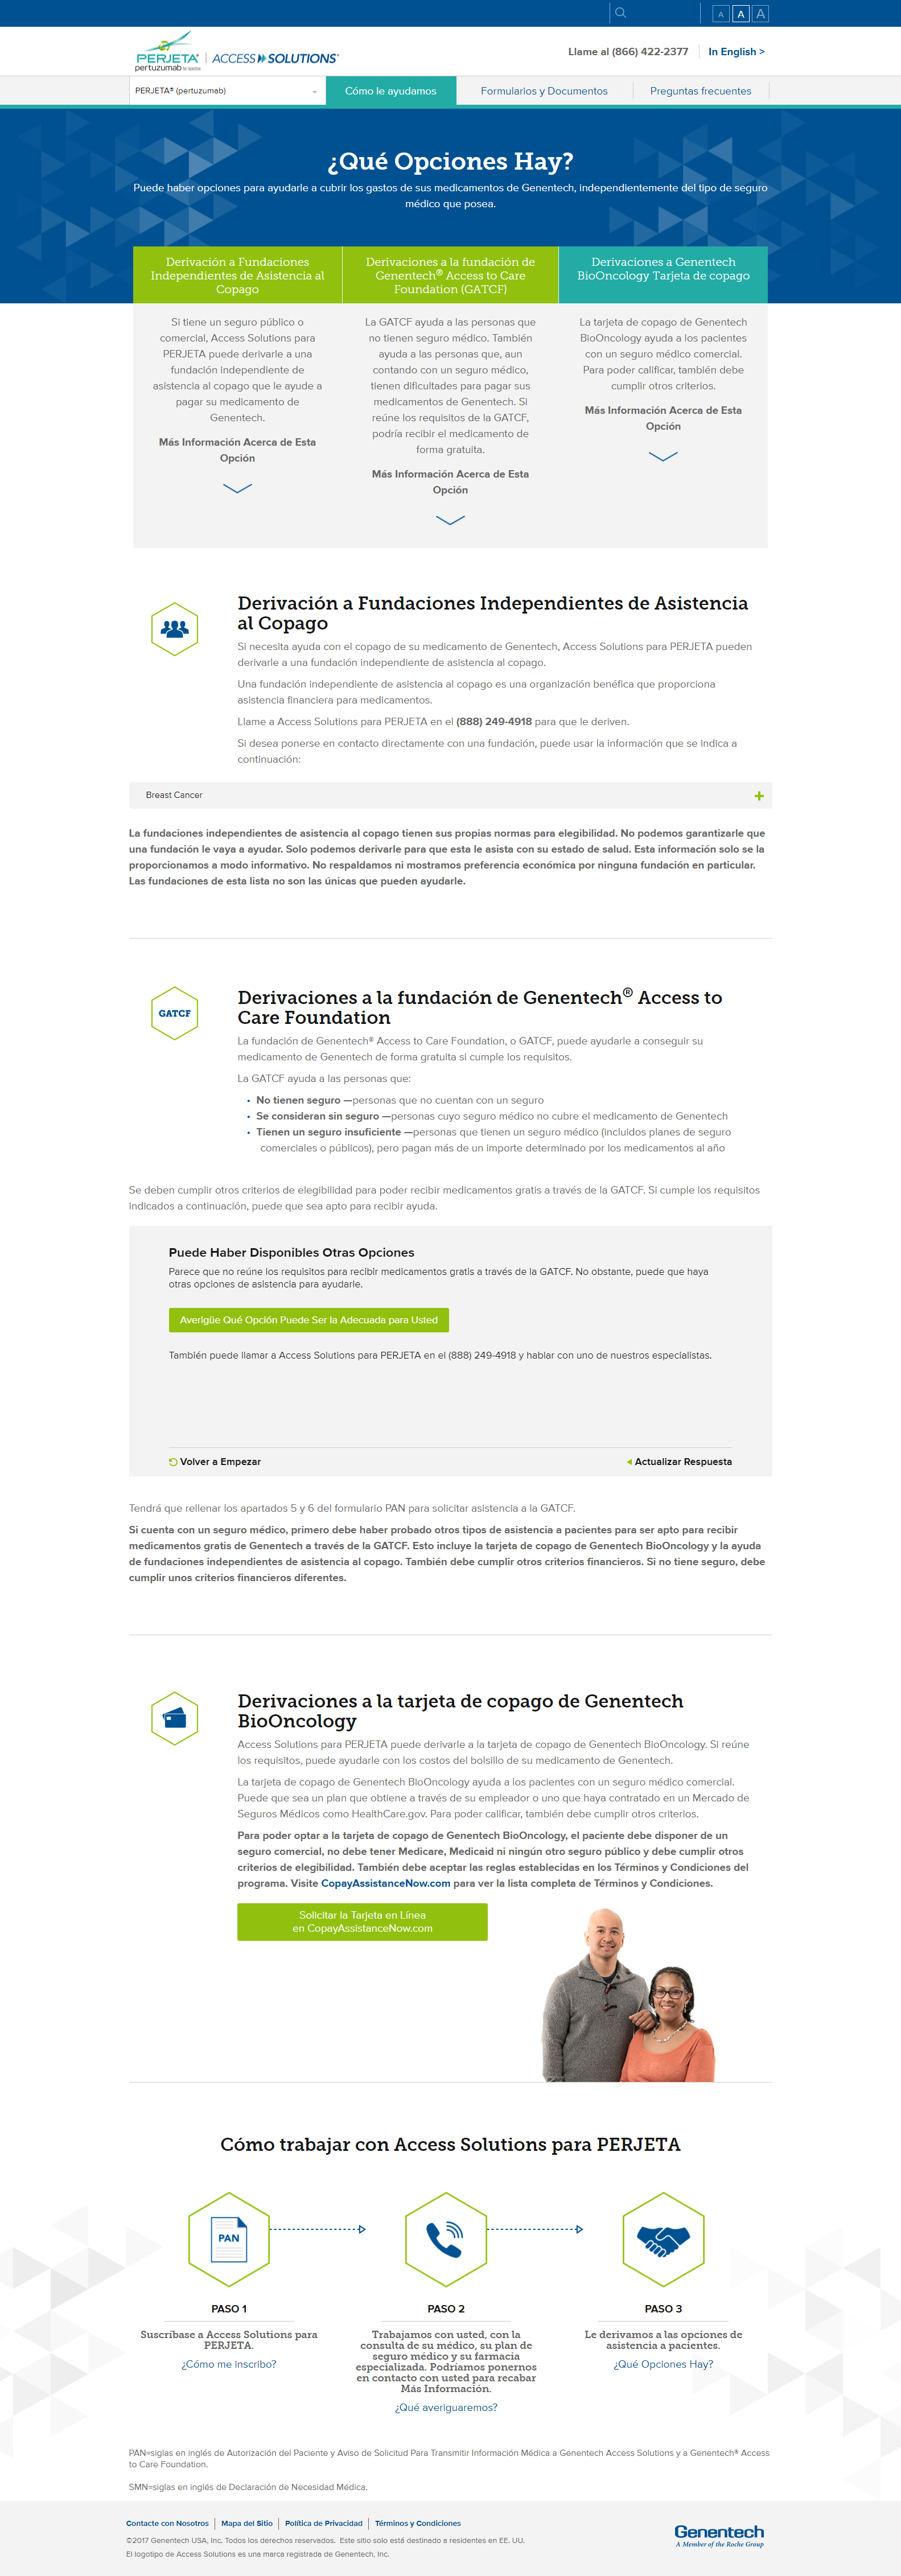 A A A
PERJETA® pertuzumab
ACCESS SOLUTIONS®
Llame al (866) 422-2377
In English >
PERJETA® (pertuzumab)
Cómo le ayudamos
Formularios y Documentos
Preguntas frecuentes
¿Qué Opciones Hay?
Puede haber opciones para ayudarle a cubrir los gastos de sus medicamentos de Genentech, independientemente del tipo de seguro
médico que posea.
Derivación a Fundaciones
Independientes de Asistencia al
Copago
Si tiene un seguro público o
comercial, Access Solutions para
PERJETA puede derivarle a una
fundación independiente de
asistencia al copago que le ayude a
pagar su medicamento de
Genentech.
Más Información Acerca de Esta
Opción
Derivaciones a la fundación de
Genentech® Access to Care
Foundation (GATCF)
La GATCF ayuda a las personas que
no tienen seguro médico. También
ayuda a las personas que, aun
contando con un seguro médico,
tienen dificultades para pagar sus
medicamentos de Genentech. Si
reúne los requisitos de la GATCF,
podría recibir el medicamento de
forma gratuita.
Más Información Acerca de Esta
Opción
Derivaciones a Genentech
BioOncology Tarjeta de copago
La tarjeta de copago de Genentech
BioOncology ayuda a los pacientes
con un seguro médico comercial.
Para poder calificar, también debe
cumplir otros criterios.
Más Información Acerca de Esta
Opción
Derivación a Fundaciones Independientes de Asistencia
al Copago
Si necesita ayuda con el copago de su medicamento de Genentech, Access Solutions para PERJETA pueden
derivarle a una fundación independiente de asistencia al copago.
Una fundación independiente de asistencia al copago es una organización benéfica que proporciona
asistencia financiera para medicamentos.
Llame a Access Solutions para PERJETA en el (888) 249-4918 para que le deriven.
Si desea ponerse en contacto directamente con una fundación, puede usar la información que se indica a
continuación:
Breast Cancer
La fundaciones independientes de asistencia al copago tienen sus propias normas para elegibilidad. No podemos garantizarle que
una fundación le vaya a ayudar. Solo podemos derivarle para que esta le asista con su estado de salud. Esta información solo se la
proporcionamos a modo informativo. No respaldamos ni mostramos preferencia económica por ninguna fundación en particular.
Las fundaciones de esta lista no son las únicas que pueden ayudarle.
GATCF
Derivaciones a la fundación de Genentech® Access to
Care Foundation
La fundación de Genentech® Access to Care Foundation, o GATCF, puede ayudarle a conseguir su
medicamento de Genentech de forma gratuita si cumple los requisitos.
La GATCF ayuda a las personas que:
• No tienen seguro —personas que no cuentan con un seguro
• Se consideran sin seguro —personas cuyo seguro médico no cubre el medicamento de Genentech
• Tienen un seguro insuficiente —personas que tienen un seguro médico (incluidos planes de seguro
comerciales o públicos), pero pagan más de un importe determinado por los medicamentos al año
Se deben cumplir otros criterios de elegibilidad para poder recibir medicamentos gratis a través de la GATCF. Si cumple los requisitos
indicados a continuación, puede que sea apto para recibir ayuda.
Puede Haber Disponibles Otras Opciones
Parece que no reúne los requisitos para recibir medicamentos gratis a través de la GATCF. No obstante, puede que haya
otras opciones de asistencia para ayudarle.
Averigüe Qué Opción Puede Ser la Adecuada para Usted
También puede llamar a Access Solutions para PERJETA en el (888) 249-4918 y hablar con uno de nuestros especialistas.
Volver a Empezar
Actualizar Respuesta
Tendrá que rellenar los apartados 5 y 6 del formulario PAN para solicitar asistencia a la GATCF.
Si cuenta con un seguro médico, primero debe haber probado otros tipos de asistencia a pacientes para ser apto para recibir
medicamentos gratis de Genentech a través de la GATCF. Esto incluye la tarjeta de copago de Genentech BioOncology y la ayuda
de fundaciones independientes de asistencia al copago. También debe cumplir otros criterios financieros. Si no tiene seguro, debe
cumplir unos criterios financieros diferentes.
Derivaciones a la tarjeta de copago de Genentech
BioOncology
Access Solutions para PERJETA puede derivarle a la tarjeta de copago de Genentech BioOncology. Si reúne
los requisitos, puede ayudarle con los costos del bolsillo de su medicamento de Genentech.
La tarjeta de copago de Genentech BioOncology ayuda a los pacientes con un seguro médico comercial.
Puede que sea un plan que obtiene a través de su empleador o uno que haya contratado en un Mercado de
Seguros Médicos como HealthCare.gov. Para poder calificar, también debe cumplir otros criterios.
Para poder optar a la tarjeta de copago de Genentech BioOncology, el paciente debe disponer de un
seguro comercial, no debe tener Medicare, Medicaid ni ningún otro seguro público y debe cumplir otros
criterios de elegibilidad. También debe aceptar las reglas establecidas en los Términos y Condiciones del
programa. Visite CopayAssistanceNow.com para ver la lista completa de Términos y Condiciones.
Solicitar la Tarjeta en Línea
en CopayAssistanceNow.com
Cómo trabajar con Access Solutions para PERJETA
PAN
PASO 1
Suscríbase a Access Solutions para
PERJETA.
¿Cómo me inscribo?
PASO 2
Trabajamos con usted, con la
consulta de su médico, su plan de
seguro médico y su farmacia
especializada. Podríamos ponernos
en contacto con usted para recabar
Más Información.
¿Qué averiguaremos?
PASO 3
Le derivamos a las opciones de
asistencia a pacientes.
¿Qué Opciones Hay?
PAN=siglas en inglés de Autorización del Paciente y Aviso de Solicitud Para Transmitir Información Médica a Genentech Access Solutions y a Genentech® Access
to Care Foundation.
SMN=siglas en inglés de Declaración de Necesidad Médica.
Contacte con Nosotros
Mapa del Sitio
Política de Privacidad
Términos y Condiciones
©2017 Genentech USA, Inc. Todos los derechos reservados. Este sitio solo está destinado a residentes en EE. UU.
El logotipo de Access Solutions es una marca registrada de Genentech, Inc.
Genentech
A Member of the Roche Group